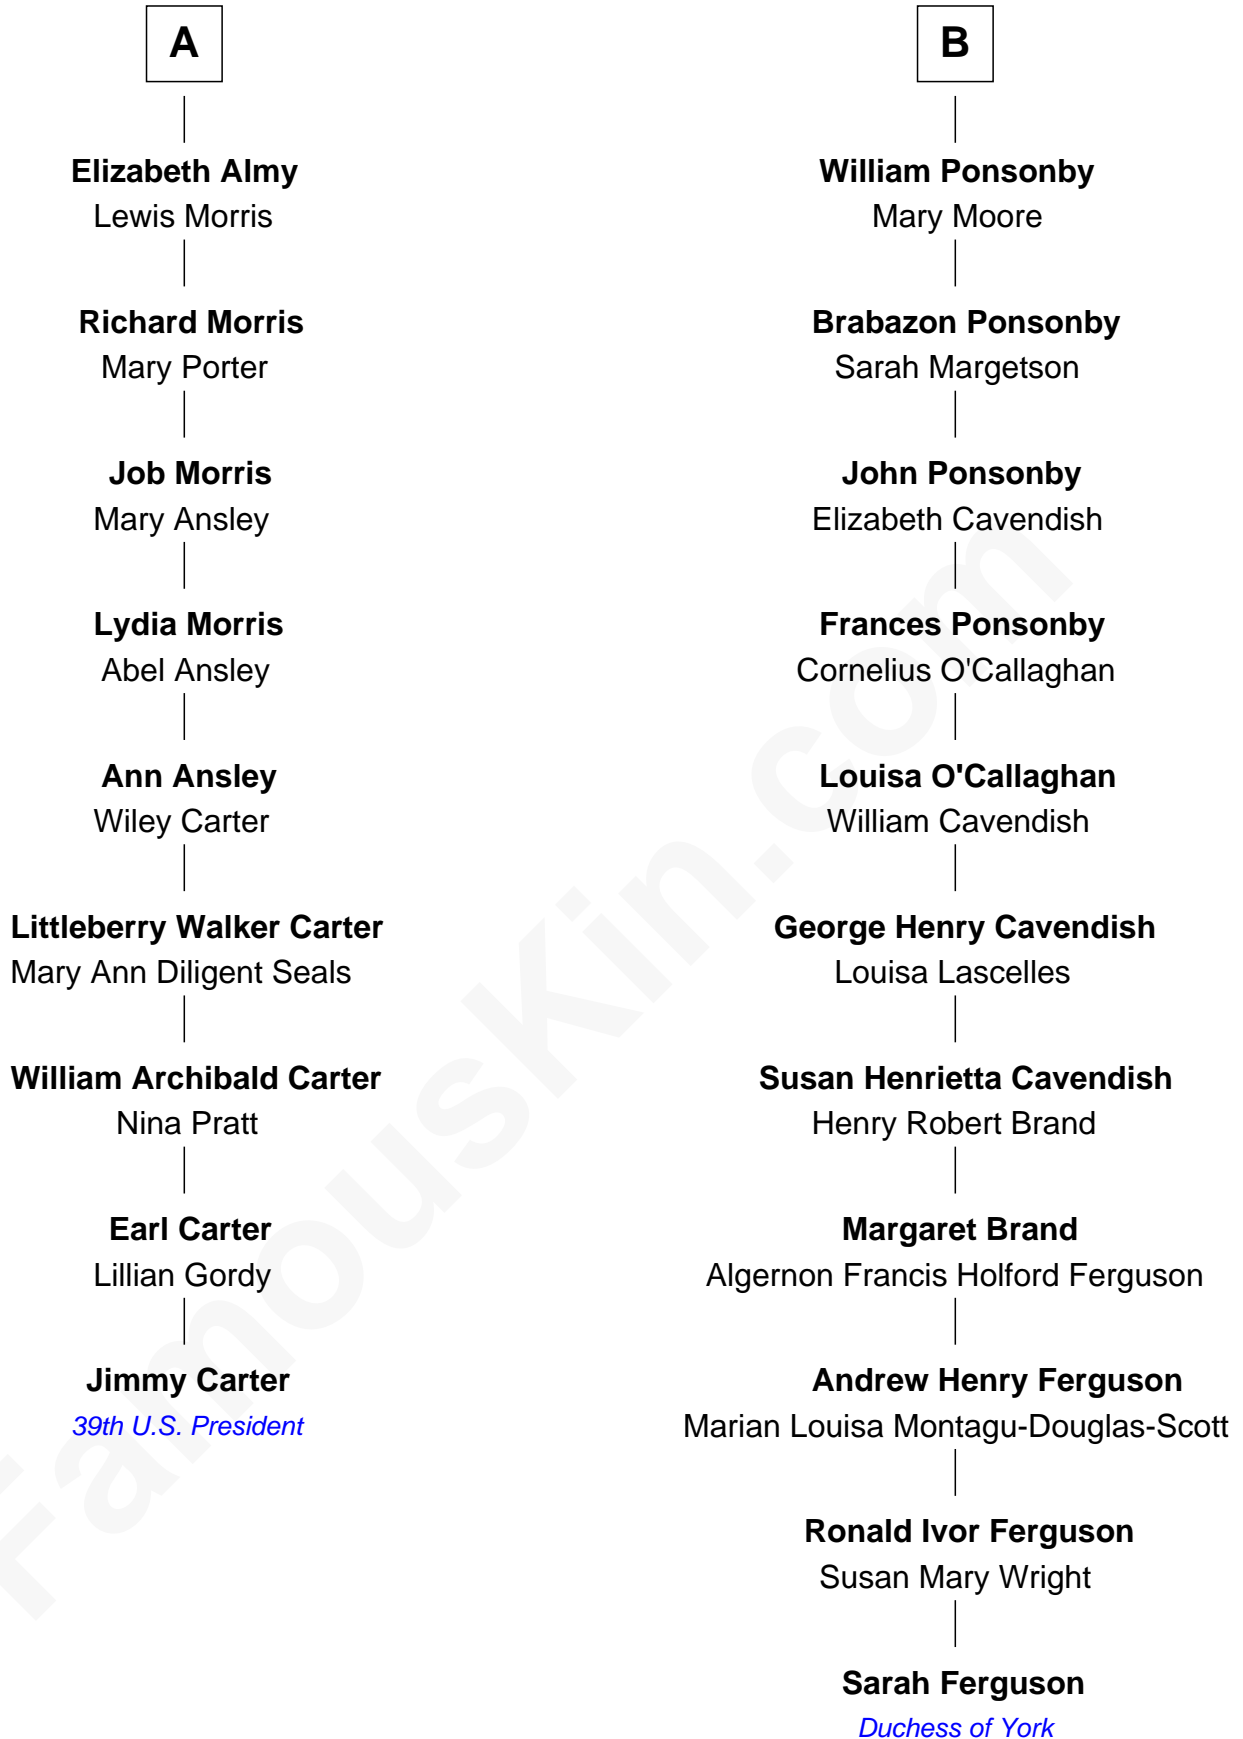 A
Elizabeth Almy
Lewis Morris
Richard Morris
Mary Porter
Job Morris
Mary Ansley
Lydia Morris
Abel Ansley
Ann Ansley
Wiley Carter
Littleberry Walker Carter
Mary Ann Diligent Seals
William Archibald Carter
Nina Pratt
Earl Carter
Lillian Gordy
Jimmy Carter
39th U.S. President
B
William Ponsonby
Mary Moore
Brabazon Ponsonby
Sarah Margetson
John Ponsonby
Elizabeth Cavendish
Frances Ponsonby
Cornelius O'Callaghan
Louisa O'Callaghan
William Cavendish
George Henry Cavendish
Louisa Lascelles
Susan Henrietta Cavendish
Henry Robert Brand
Margaret Brand
Algernon Francis Holford Ferguson
Andrew Henry Ferguson
Marian Louisa Montagu-Douglas-Scott
Ronald Ivor Ferguson
Susan Mary Wright
Sarah Ferguson
Duchess of York
FamousKin.com